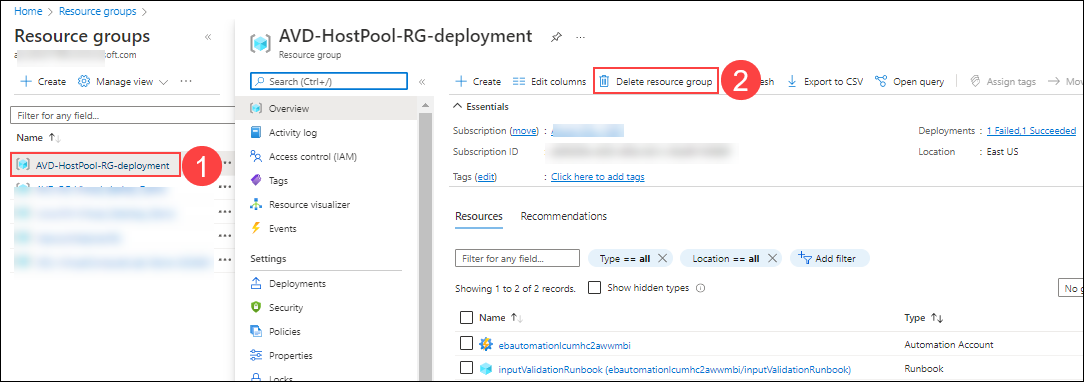 Home > Resource groups >
Resource groups «
soft.com
+ Create Manage view ⌄ ···
Filter for any field...
Name ↑↓
AVD-HostPool-RG-deployment ···
1
AVD-HostPool-RG-deployment ···
Resource group
Search (Ctrl+/) «
Overview
Activity log
Access control (IAM)
Tags
Resource visualizer
Events
Settings
Deployments
Security
Policies
Properties
Locks
+ Create Edit columns Delete resource group 2 esh Export to CSV Open query Assign tags Mov
Essentials
Subscription (move) :
Subscription ID :
Tags (edit) : Click here to add tags
Deployments : 1 Failed,1 Succeeded
Location : East US
Resources Recommendations
Filter for any field... Type == all Location == all Add filter
Showing 1 to 2 of 2 records. Show hidden types No g
Name ↑↓ Type ↑↓
ebautomationlcumhc2awwmbi Automation Account
inputValidationRunbook (ebautomationlcumhc2awwmbi/inputValidationRunbook) Runbook